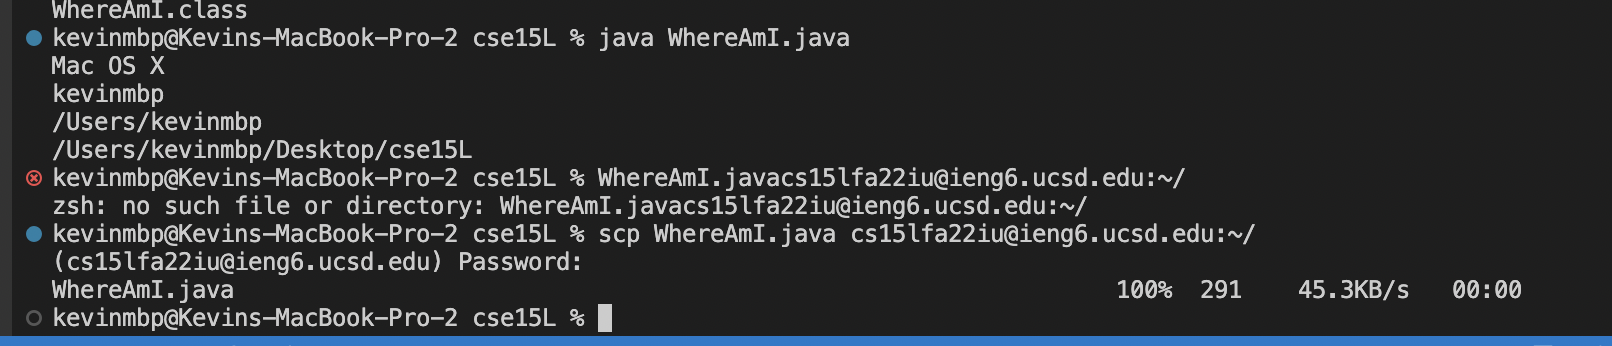 WhereAmI.class
kevinmbp@Kevins-MacBook-Pro-2 cse15L % java WhereAmI.java
Mac OS X
kevinmbp
/Users/kevinmbp
/Users/kevinmbp/Desktop/cse15L
kevinmbp@Kevins-MacBook-Pro-2 cse15L % WhereAmI.javacs15lfa22iu@ieng6.ucsd.edu:~/
zsh: no such file or directory: WhereAmI.javacs15lfa22iu@ieng6.ucsd.edu:~/
kevinmbp@Kevins-MacBook-Pro-2 cse15L % scp WhereAmI.java cs15lfa22iu@ieng6.ucsd.edu:~/
(cs15lfa22iu@ieng6.ucsd.edu) Password:
WhereAmI.java 100% 291 45.3KB/s 00:00
kevinmbp@Kevins-MacBook-Pro-2 cse15L %